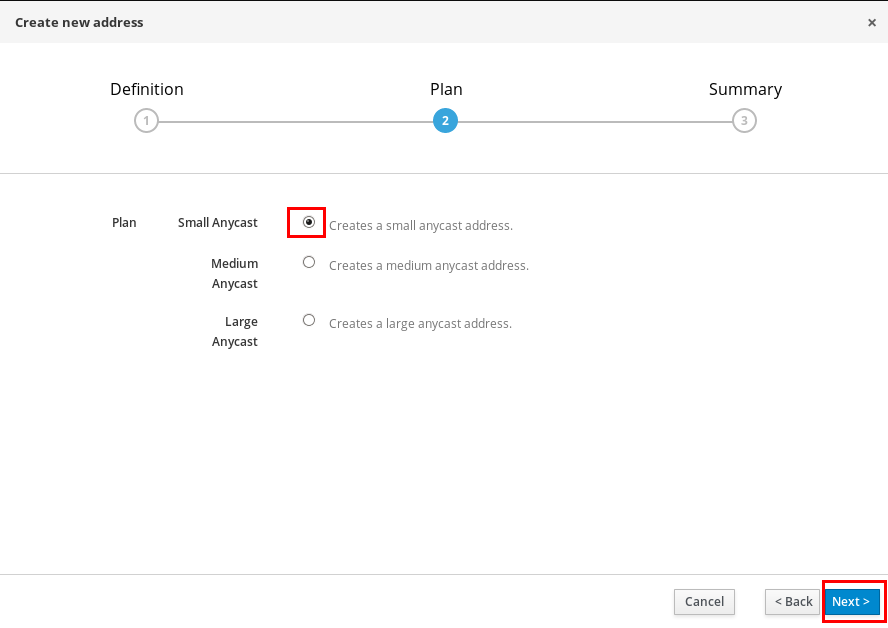 Create new address ×
Definition Plan Summary
1 2 3
Plan Small Anycast Creates a small anycast address.
Medium Anycast Creates a medium anycast address.
Large Anycast Creates a large anycast address.
Cancel < Back Next >